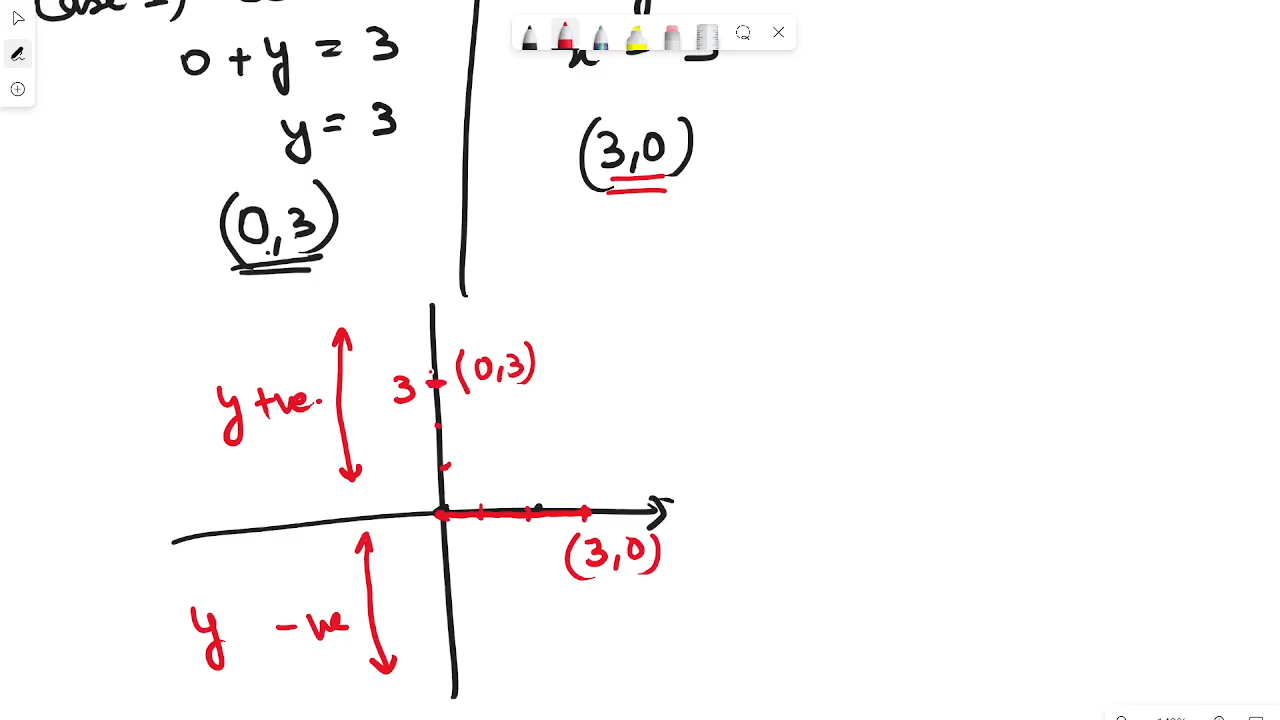 0 + y = 3
y = 3
(0,3)
(3,0)
3 (0,3)
y +ve.
(3,0)
y -ve